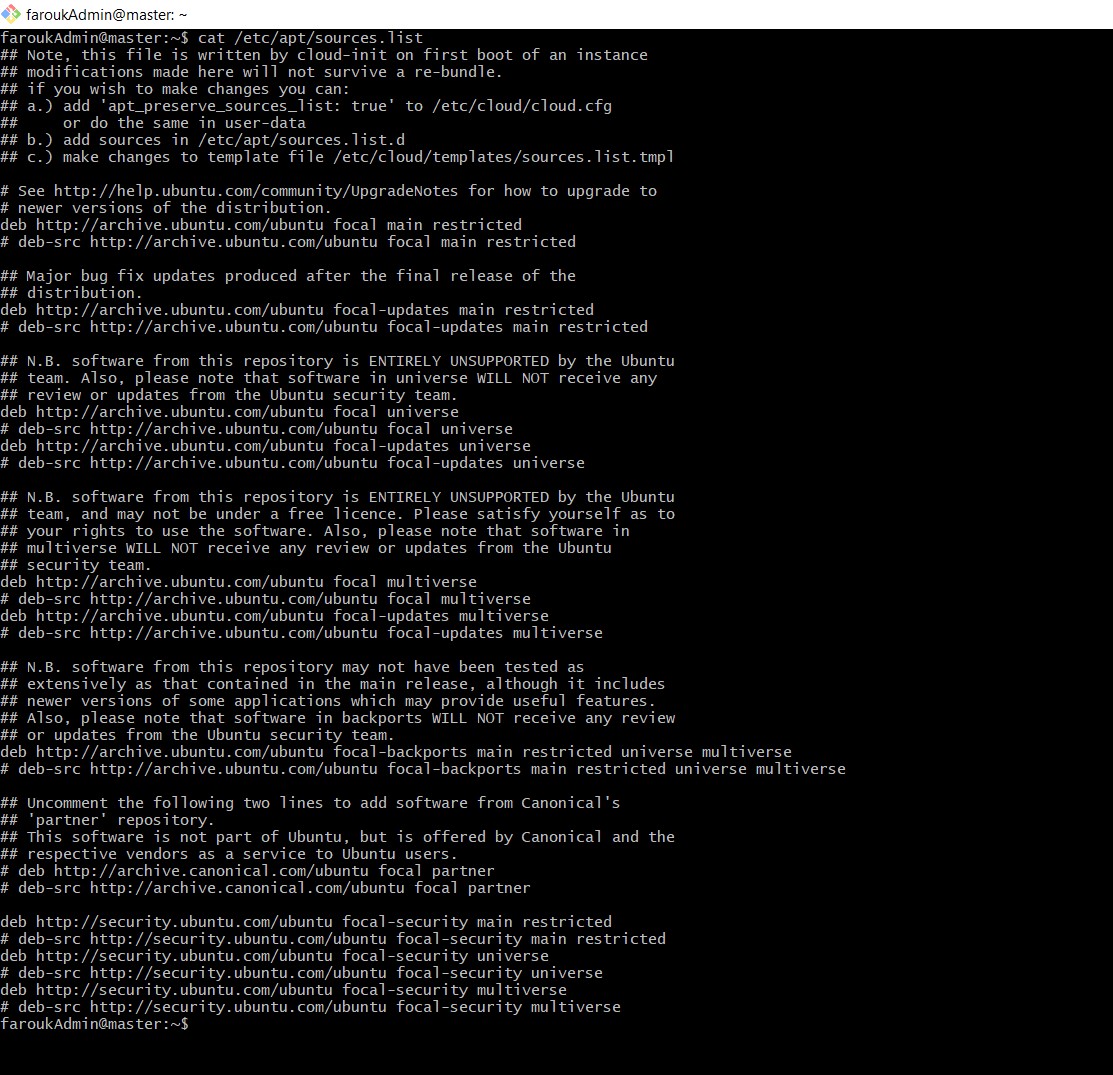 faroukAdmin@master: ~
faroukAdmin@master:~$ cat /etc/apt/sources.list
## Note, this file is written by cloud-init on first boot of an instance
## modifications made here will not survive a re-bundle.
## if you wish to make changes you can:
## a.) add 'apt_preserve_sources_list: true' to /etc/cloud/cloud.cfg
##     or do the same in user-data
## b.) add sources in /etc/apt/sources.list.d
## c.) make changes to template file /etc/cloud/templates/sources.list.tmpl

# See http://help.ubuntu.com/community/UpgradeNotes for how to upgrade to
# newer versions of the distribution.
deb http://archive.ubuntu.com/ubuntu focal main restricted
# deb-src http://archive.ubuntu.com/ubuntu focal main restricted

## Major bug fix updates produced after the final release of the
## distribution.
deb http://archive.ubuntu.com/ubuntu focal-updates main restricted
# deb-src http://archive.ubuntu.com/ubuntu focal-updates main restricted

## N.B. software from this repository is ENTIRELY UNSUPPORTED by the Ubuntu
## team. Also, please note that software in universe WILL NOT receive any
## review or updates from the Ubuntu security team.
deb http://archive.ubuntu.com/ubuntu focal universe
# deb-src http://archive.ubuntu.com/ubuntu focal universe
deb http://archive.ubuntu.com/ubuntu focal-updates universe
# deb-src http://archive.ubuntu.com/ubuntu focal-updates universe

## N.B. software from this repository is ENTIRELY UNSUPPORTED by the Ubuntu
## team, and may not be under a free licence. Please satisfy yourself as to
## your rights to use the software. Also, please note that software in
## multiverse WILL NOT receive any review or updates from the Ubuntu
## security team.
deb http://archive.ubuntu.com/ubuntu focal multiverse
# deb-src http://archive.ubuntu.com/ubuntu focal multiverse
deb http://archive.ubuntu.com/ubuntu focal-updates multiverse
# deb-src http://archive.ubuntu.com/ubuntu focal-updates multiverse

## N.B. software from this repository may not have been tested as
## extensively as that contained in the main release, although it includes
## newer versions of some applications which may provide useful features.
## Also, please note that software in backports WILL NOT receive any review
## or updates from the Ubuntu security team.
deb http://archive.ubuntu.com/ubuntu focal-backports main restricted universe multiverse
# deb-src http://archive.ubuntu.com/ubuntu focal-backports main restricted universe multiverse

## Uncomment the following two lines to add software from Canonical's
## 'partner' repository.
## This software is not part of Ubuntu, but is offered by Canonical and the
## respective vendors as a service to Ubuntu users.
# deb http://archive.canonical.com/ubuntu focal partner
# deb-src http://archive.canonical.com/ubuntu focal partner

deb http://security.ubuntu.com/ubuntu focal-security main restricted
# deb-src http://security.ubuntu.com/ubuntu focal-security main restricted
deb http://security.ubuntu.com/ubuntu focal-security universe
# deb-src http://security.ubuntu.com/ubuntu focal-security universe
deb http://security.ubuntu.com/ubuntu focal-security multiverse
# deb-src http://security.ubuntu.com/ubuntu focal-security multiverse
faroukAdmin@master:~$